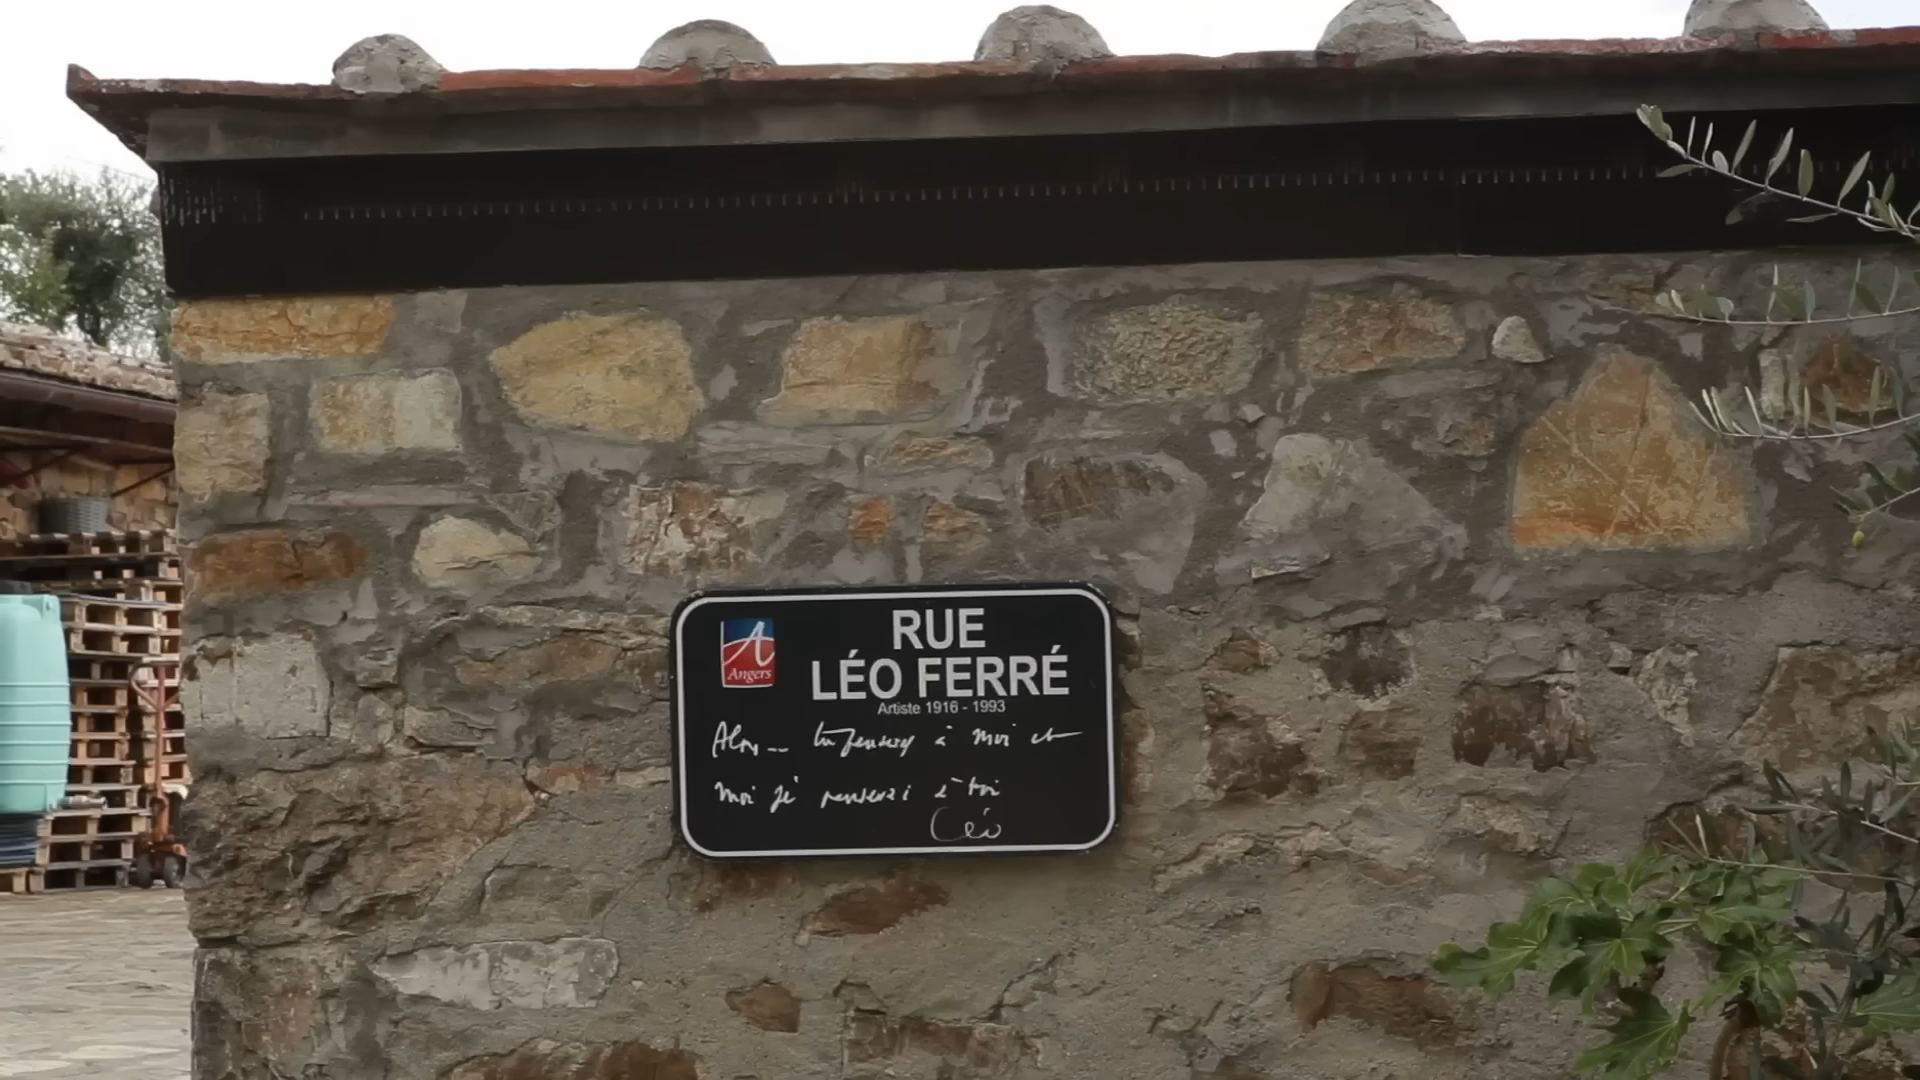 RUE
LÉO FERRÉ
Angers
Artiste 1916 - 1993
Alors... tu penseras à moi et
moi je penserai à toi
Léo